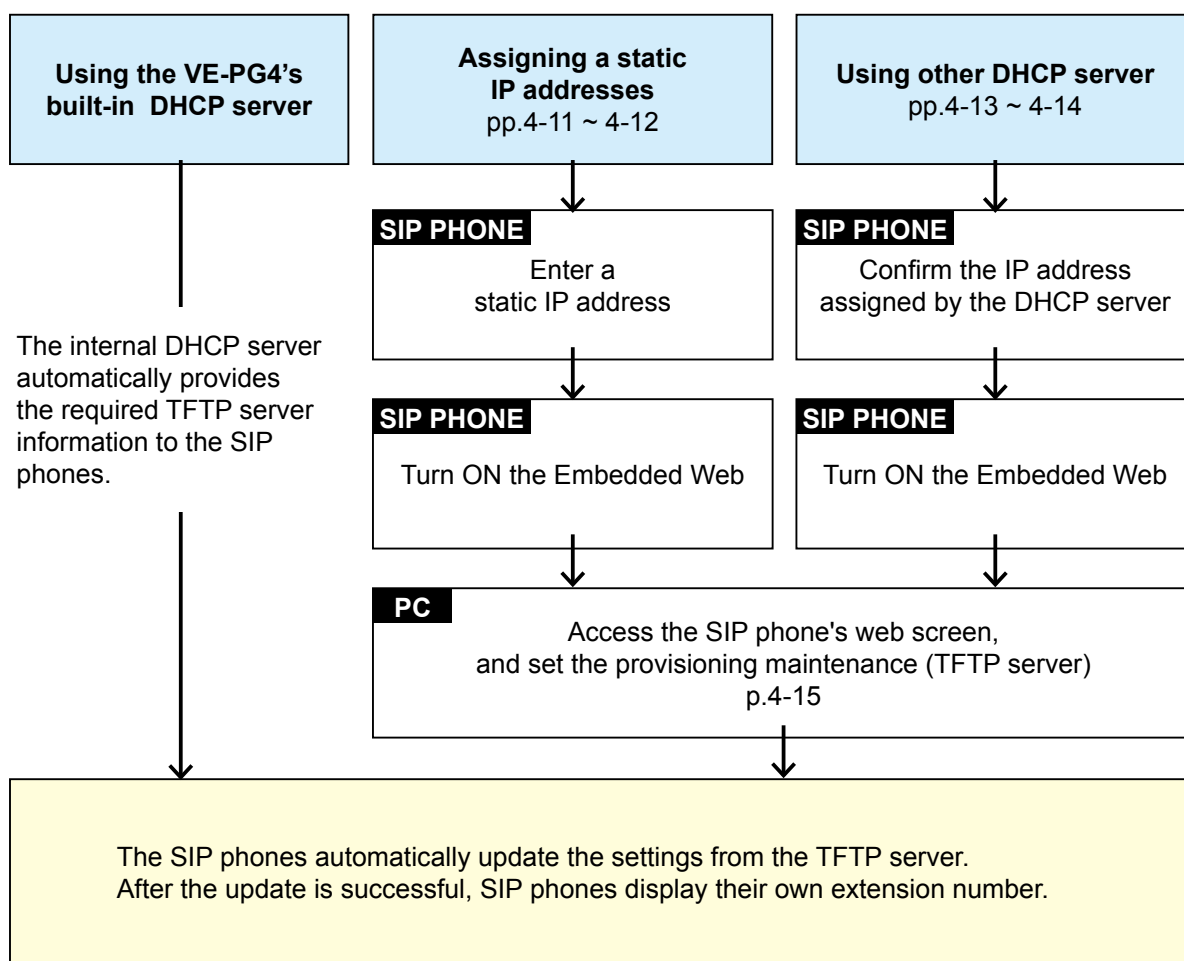 Using the VE-PG4’s
built-in DHCP server
Assigning a static
IP addresses
pp.4-11 ~ 4-12
Using other DHCP server
pp.4-13 ~ 4-14
The internal DHCP server
automatically provides
the required TFTP server
information to the SIP
phones.
SIP PHONE
Enter a
static IP address
SIP PHONE
Confirm the IP address
assigned by the DHCP server
SIP PHONE
Turn ON the Embedded Web
SIP PHONE
Turn ON the Embedded Web
PC
Access the SIP phone's web screen,
and set the provisioning maintenance (TFTP server)
p.4-15
The SIP phones automatically update the settings from the TFTP server.
After the update is successful, SIP phones display their own extension number.